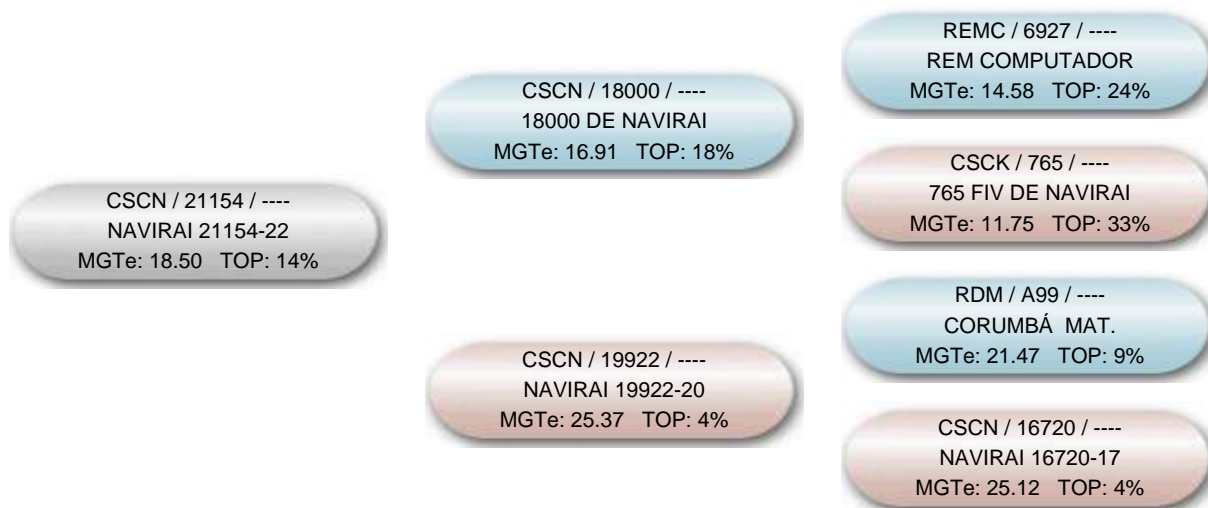 CSCN / 21154 / ----
NAVIRAI 21154-22
MGTe: 18.50 TOP: 14%
CSCN / 18000 / ----
18000 DE NAVIRAI
MGTe: 16.91 TOP: 18%
CSCN / 19922 / ----
NAVIRAI 19922-20
MGTe: 25.37 TOP: 4%
REMC / 6927 / ----
REM COMPUTADOR
MGTe: 14.58 TOP: 24%
CSCK / 765 / ----
765 FIV DE NAVIRAI
MGTe: 11.75 TOP: 33%
RDM / A99 / ----
CORUMBÁ MAT.
MGTe: 21.47 TOP: 9%
CSCN / 16720 / ----
NAVIRAI 16720-17
MGTe: 25.12 TOP: 4%